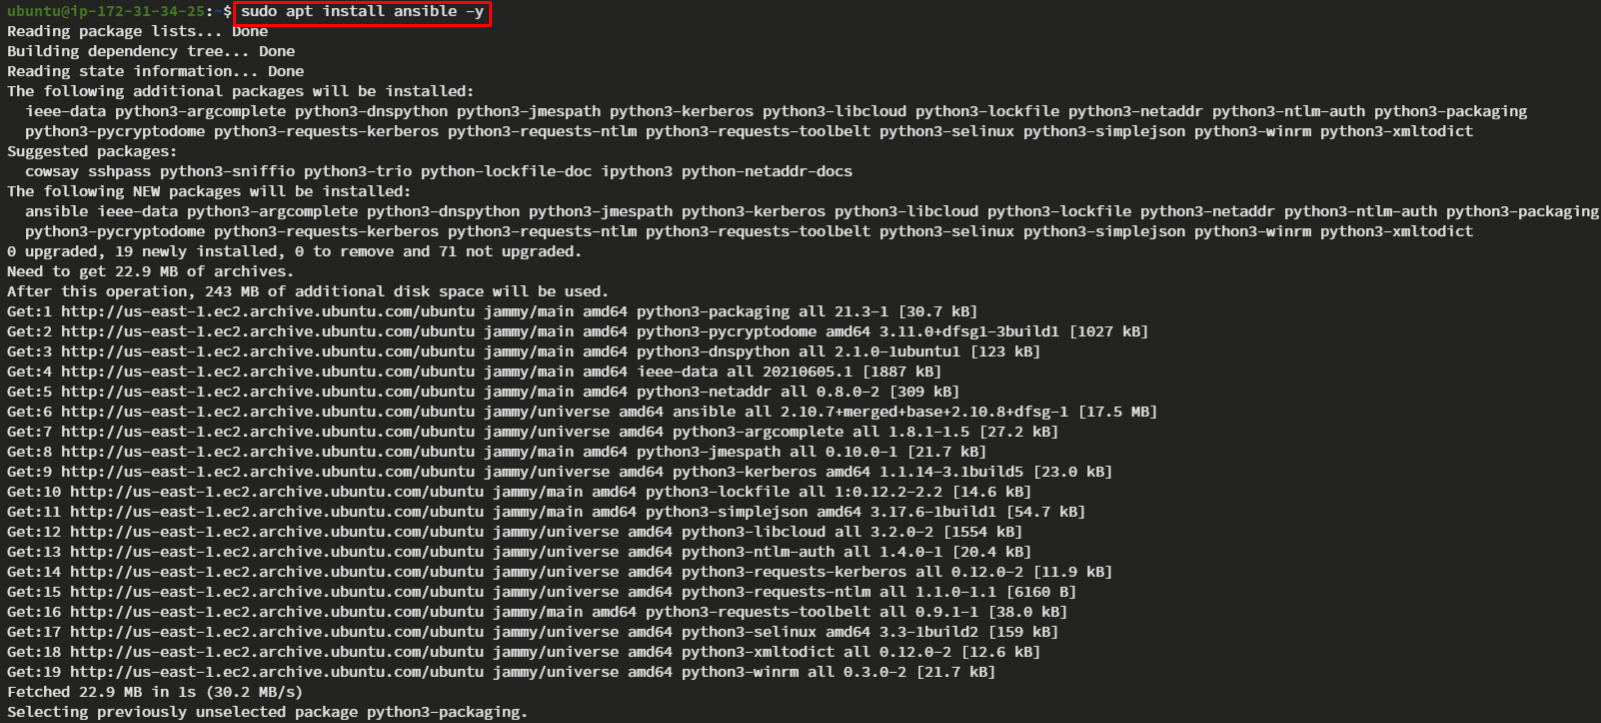 ubuntu@ip-172-31-34-25:~$ sudo apt install ansible -y
Reading package lists... Done
Building dependency tree... Done
Reading state information... Done
The following additional packages will be installed:
  ieee-data python3-argcomplete python3-dnspython python3-jmespath python3-kerberos python3-libcloud python3-lockfile python3-netaddr python3-ntlm-auth python3-packaging
  python3-pycryptodome python3-requests-kerberos python3-requests-ntlm python3-requests-toolbelt python3-selinux python3-simplejson python3-winrm python3-xmltodict
Suggested packages:
  cowsay sshpass python3-sniffio python3-trio python-lockfile-doc ipython3 python-netaddr-docs
The following NEW packages will be installed:
  ansible ieee-data python3-argcomplete python3-dnspython python3-jmespath python3-kerberos python3-libcloud python3-lockfile python3-netaddr python3-ntlm-auth python3-packaging
  python3-pycryptodome python3-requests-kerberos python3-requests-ntlm python3-requests-toolbelt python3-selinux python3-simplejson python3-winrm python3-xmltodict
0 upgraded, 19 newly installed, 0 to remove and 71 not upgraded.
Need to get 22.9 MB of archives.
After this operation, 243 MB of additional disk space will be used.
Get:1 http://us-east-1.ec2.archive.ubuntu.com/ubuntu jammy/main amd64 python3-packaging all 21.3-1 [30.7 kB]
Get:2 http://us-east-1.ec2.archive.ubuntu.com/ubuntu jammy/main amd64 python3-pycryptodome amd64 3.11.0+dfsg1-3build1 [1027 kB]
Get:3 http://us-east-1.ec2.archive.ubuntu.com/ubuntu jammy/main amd64 python3-dnspython all 2.1.0-1ubuntu1 [123 kB]
Get:4 http://us-east-1.ec2.archive.ubuntu.com/ubuntu jammy/main amd64 ieee-data all 20210605.1 [1887 kB]
Get:5 http://us-east-1.ec2.archive.ubuntu.com/ubuntu jammy/main amd64 python3-netaddr all 0.8.0-2 [309 kB]
Get:6 http://us-east-1.ec2.archive.ubuntu.com/ubuntu jammy/universe amd64 ansible all 2.10.7+merged+base+2.10.8+dfsg-1 [17.5 MB]
Get:7 http://us-east-1.ec2.archive.ubuntu.com/ubuntu jammy/universe amd64 python3-argcomplete all 1.8.1-1.5 [27.2 kB]
Get:8 http://us-east-1.ec2.archive.ubuntu.com/ubuntu jammy/main amd64 python3-jmespath all 0.10.0-1 [21.7 kB]
Get:9 http://us-east-1.ec2.archive.ubuntu.com/ubuntu jammy/universe amd64 python3-kerberos amd64 1.1.14-3.1build5 [23.0 kB]
Get:10 http://us-east-1.ec2.archive.ubuntu.com/ubuntu jammy/main amd64 python3-lockfile all 1:0.12.2-2.2 [14.6 kB]
Get:11 http://us-east-1.ec2.archive.ubuntu.com/ubuntu jammy/main amd64 python3-simplejson amd64 3.17.6-1build1 [54.7 kB]
Get:12 http://us-east-1.ec2.archive.ubuntu.com/ubuntu jammy/universe amd64 python3-libcloud all 3.2.0-2 [1554 kB]
Get:13 http://us-east-1.ec2.archive.ubuntu.com/ubuntu jammy/universe amd64 python3-ntlm-auth all 1.4.0-1 [20.4 kB]
Get:14 http://us-east-1.ec2.archive.ubuntu.com/ubuntu jammy/universe amd64 python3-requests-kerberos all 0.12.0-2 [11.9 kB]
Get:15 http://us-east-1.ec2.archive.ubuntu.com/ubuntu jammy/universe amd64 python3-requests-ntlm all 1.1.0-1.1 [6160 B]
Get:16 http://us-east-1.ec2.archive.ubuntu.com/ubuntu jammy/main amd64 python3-requests-toolbelt all 0.9.1-1 [38.0 kB]
Get:17 http://us-east-1.ec2.archive.ubuntu.com/ubuntu jammy/universe amd64 python3-selinux amd64 3.3-1build2 [159 kB]
Get:18 http://us-east-1.ec2.archive.ubuntu.com/ubuntu jammy/universe amd64 python3-xmltodict all 0.12.0-2 [12.6 kB]
Get:19 http://us-east-1.ec2.archive.ubuntu.com/ubuntu jammy/universe amd64 python3-winrm all 0.3.0-2 [21.7 kB]
Fetched 22.9 MB in 1s (30.2 MB/s)
Selecting previously unselected package python3-packaging.